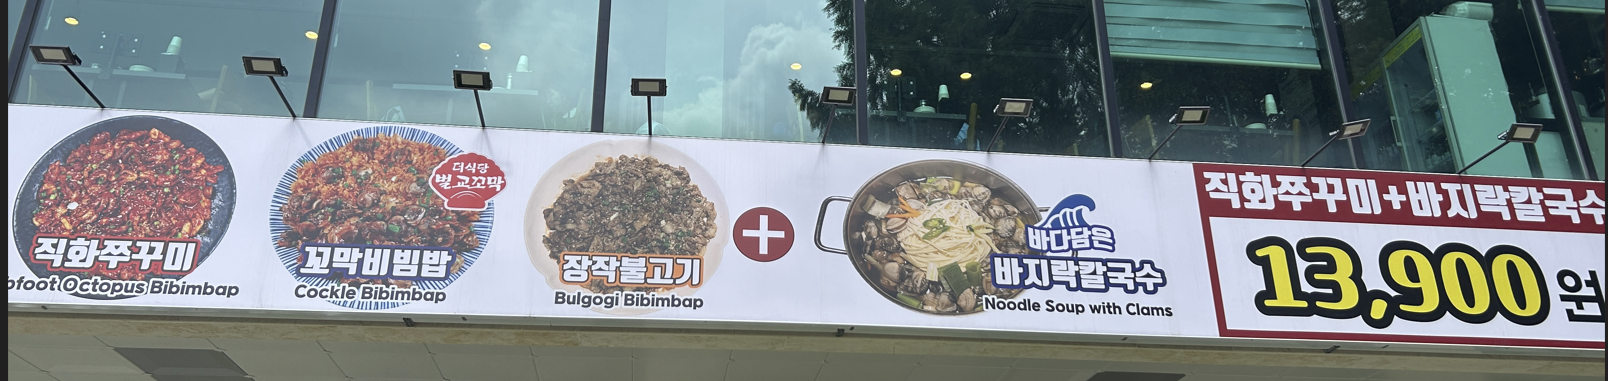 직화쭈꾸미
ofoot Octopus Bibimbap
더식당
벌교꼬막
꼬막비빔밥
Cockle Bibimbap
장작불고기
Bulgogi Bibimbap
+
바다담은
바지락칼국수
Noodle Soup with Clams
직화쭈꾸미+바지락칼국수
13,900 원